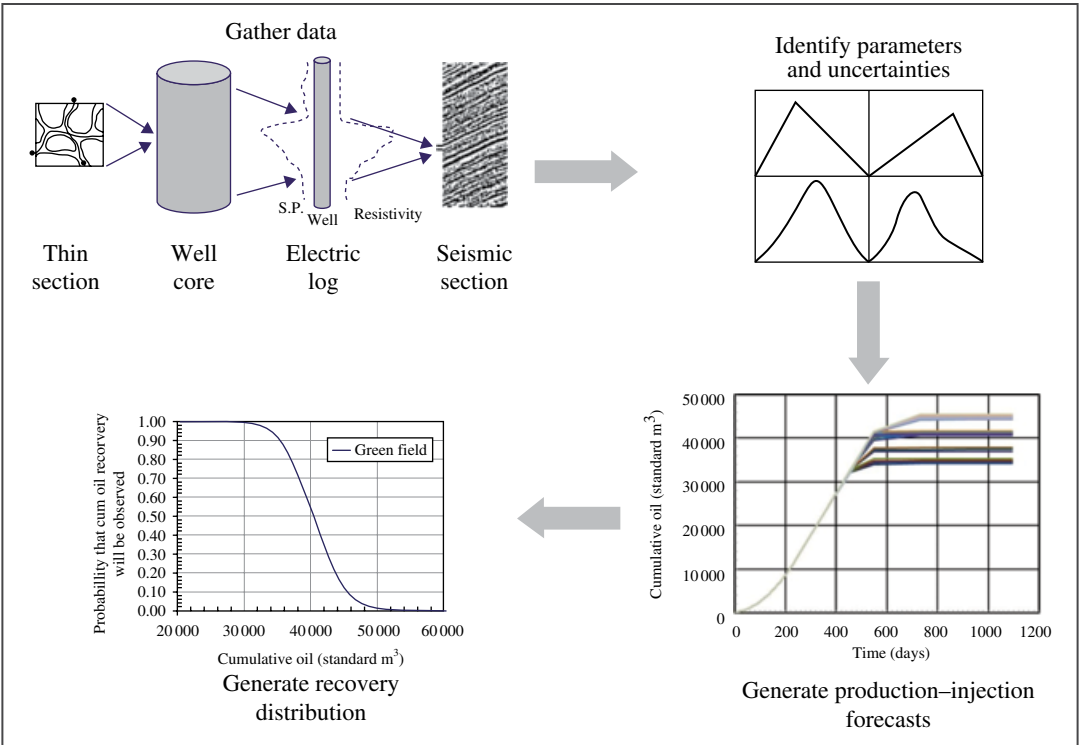 Gather data
S.P.
Well
Resistivity
Thin
section
Well
core
Electric
log
Seismic
section
Identify parameters
and uncertainties
50 000
40 000
30 000
20 000
10 000
0
Cumulative oil (standard m³)
0 200 400 600 800 1000 1200
Time (days)
Generate production–injection
forecasts
Probabillity that cum oil recorvery
will be observed
1.00
0.90
0.80
0.70
0.60
0.50
0.40
0.30
0.20
0.10
0.00
Green field
20 000 30 000 40 000 50 000 60 000
Cumulative oil (standard m³)
Generate recovery
distribution